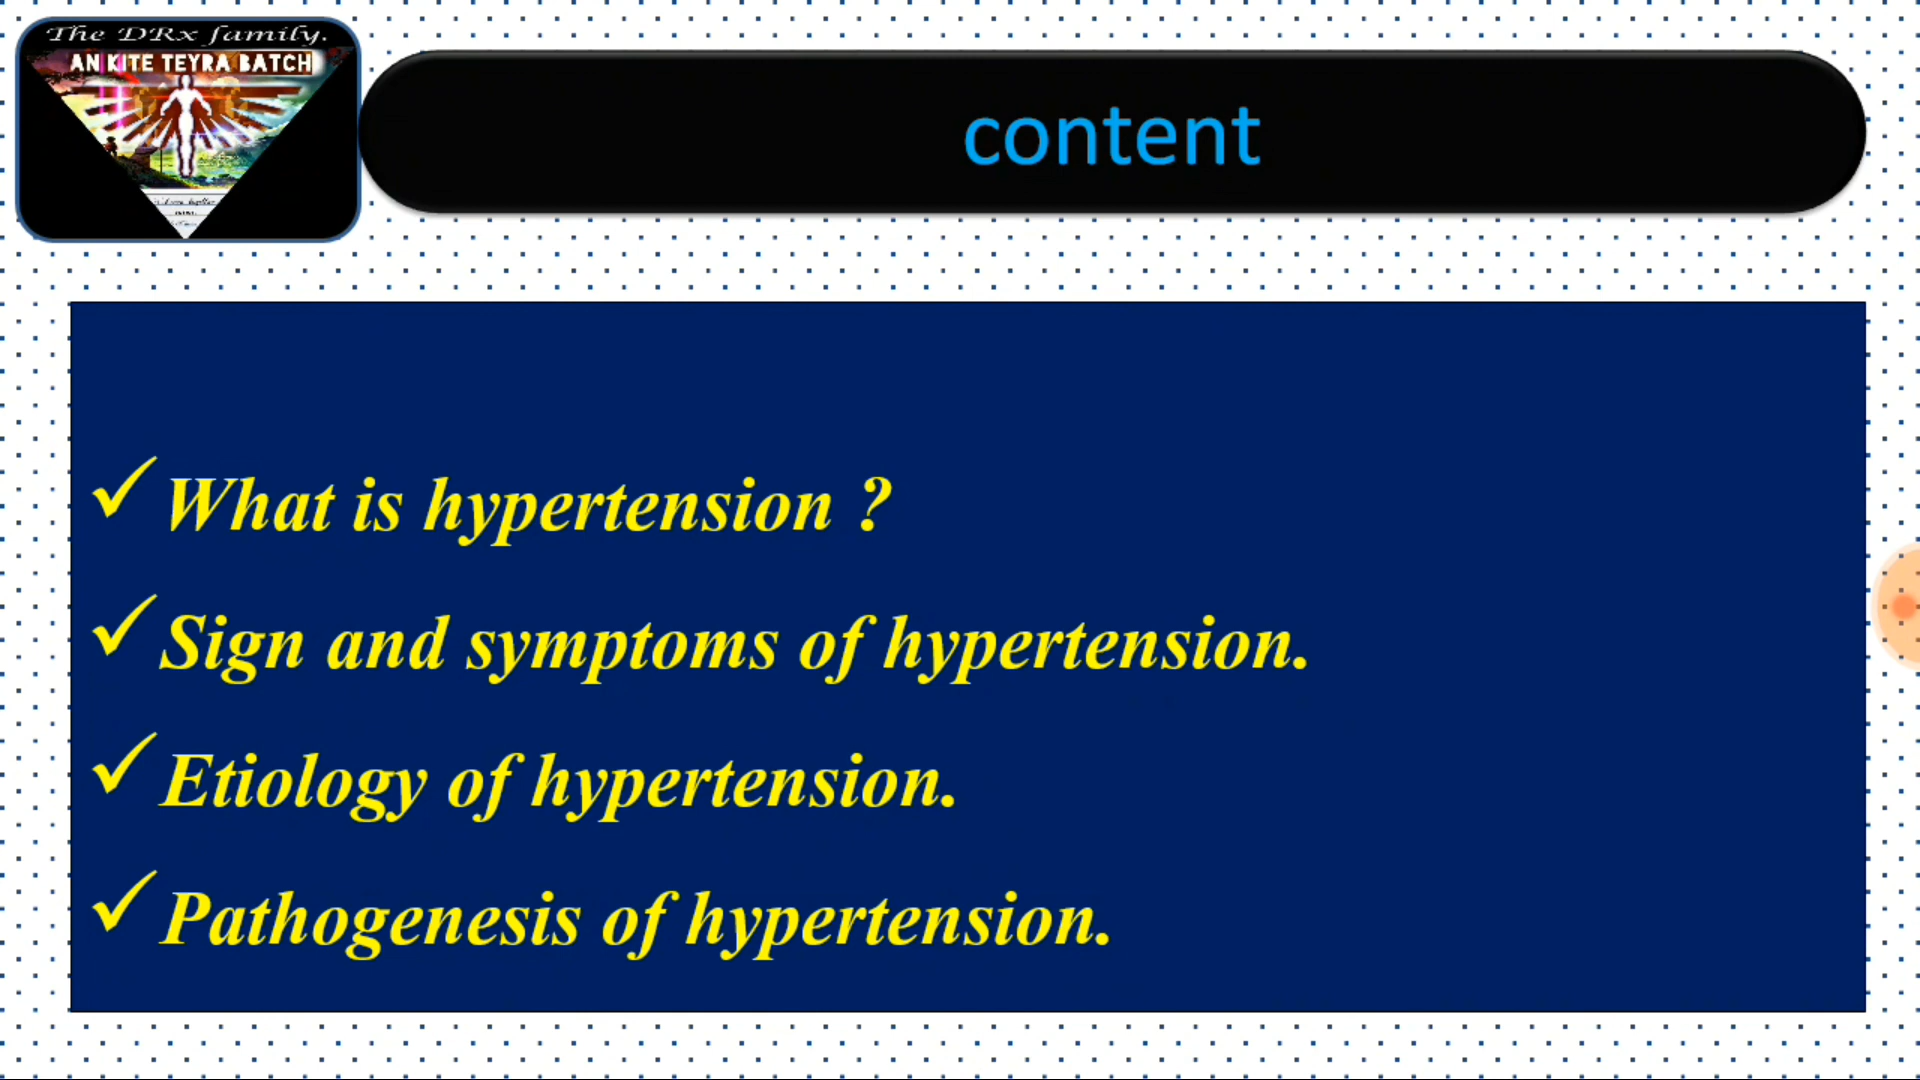 The DRx family.
AN KITE TEYRA BATCH
content
✓ What is hypertension ?
✓ Sign and symptoms of hypertension.
✓ Etiology of hypertension.
✓ Pathogenesis of hypertension.